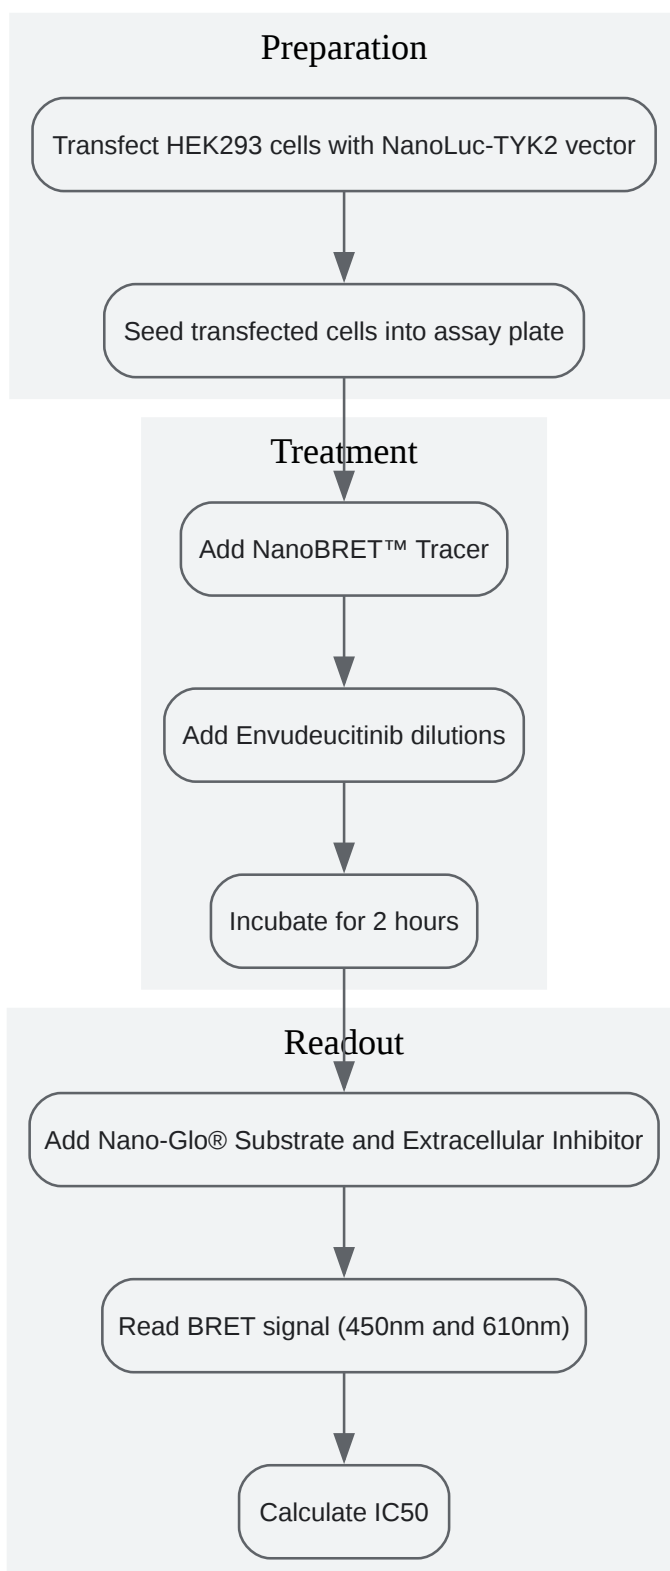 Preparation
Transfect HEK293 cells with NanoLuc-TYK2 vector
Seed transfected cells into assay plate
Treatment
Add NanoBRET™ Tracer
Add Envudeucitinib dilutions
Incubate for 2 hours
Readout
Add Nano-Glo® Substrate and Extracellular Inhibitor
Read BRET signal (450nm and 610nm)
Calculate IC50